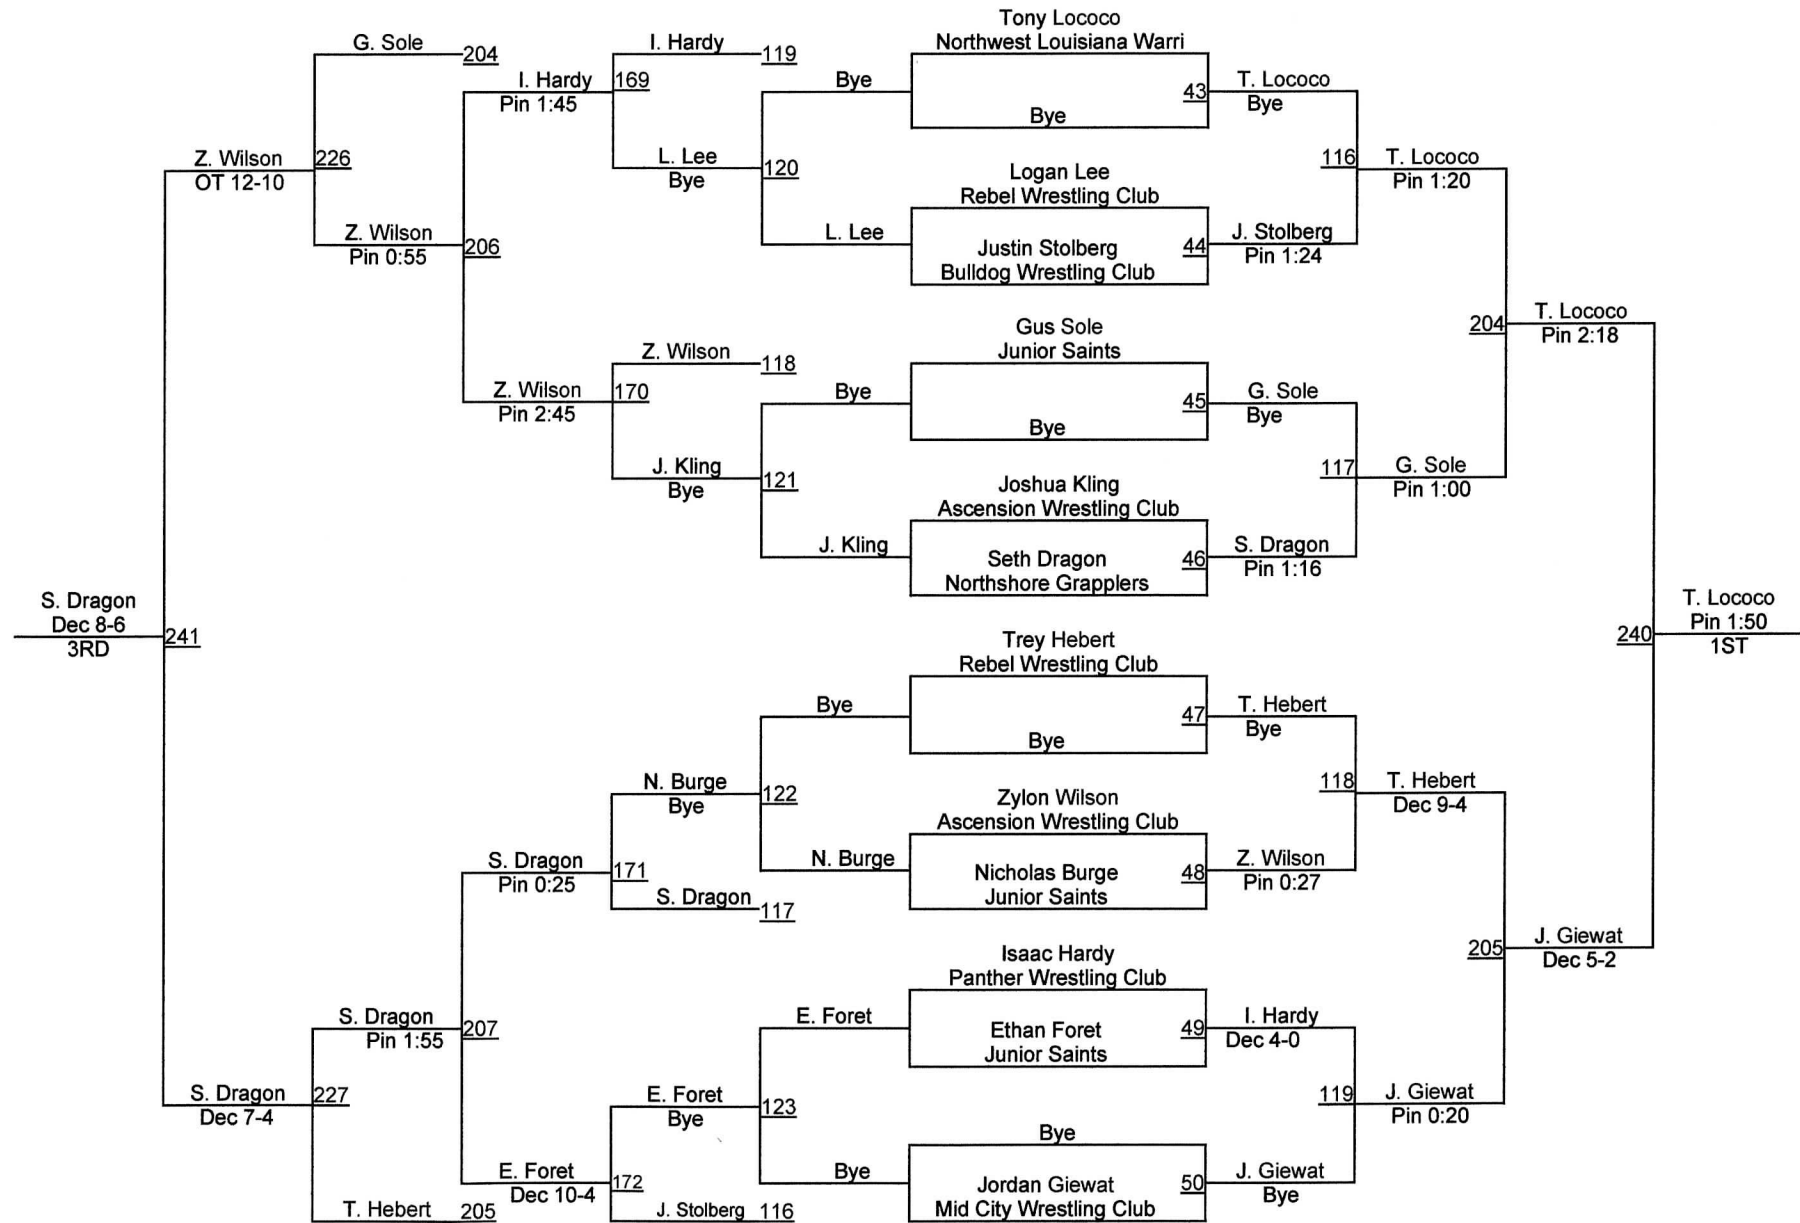 Tony Lococo
Northwest Louisiana Warri
G. Sole
204
I. Hardy
119
I. Hardy
Pin 1:45
169
Bye
43
T. Lococo
Bye
Bye
Z. Wilson
OT 12-10
226
L. Lee
Bye
120
Logan Lee
Rebel Wrestling Club
116
T. Lococo
Pin 1:20
Z. Wilson
Pin 0:55
206
L. Lee
Justin Stolberg
Bulldog Wrestling Club
44
J. Stolberg
Pin 1:24
Gus Sole
Junior Saints
204
T. Lococo
Pin 2:18
Z. Wilson
118
Z. Wilson
Pin 2:45
170
Bye
45
G. Sole
Bye
Bye
J. Kling
Bye
121
Joshua Kling
Ascension Wrestling Club
117
G. Sole
Pin 1:00
J. Kling
Seth Dragon
Northshore Grapplers
46
S. Dragon
Pin 1:16
S. Dragon
Dec 8-6
3RD
241
240
T. Lococo
Pin 1:50
1ST
Trey Hebert
Rebel Wrestling Club
Bye
47
T. Hebert
Bye
Bye
N. Burge
Bye
122
Zylon Wilson
Ascension Wrestling Club
118
T. Hebert
Dec 9-4
S. Dragon
Pin 0:25
171
N. Burge
Nicholas Burge
Junior Saints
48
Z. Wilson
Pin 0:27
S. Dragon
117
Isaac Hardy
Panther Wrestling Club
205
J. Giewat
Dec 5-2
S. Dragon
Pin 1:55
207
E. Foret
Ethan Foret
Junior Saints
49
I. Hardy
Dec 4-0
S. Dragon
Dec 7-4
227
E. Foret
Bye
123
119
J. Giewat
Pin 0:20
Bye
E. Foret
Dec 10-4
172
Bye
Jordan Giewat
Mid City Wrestling Club
50
J. Giewat
Bye
T. Hebert
205
J. Stolberg
116